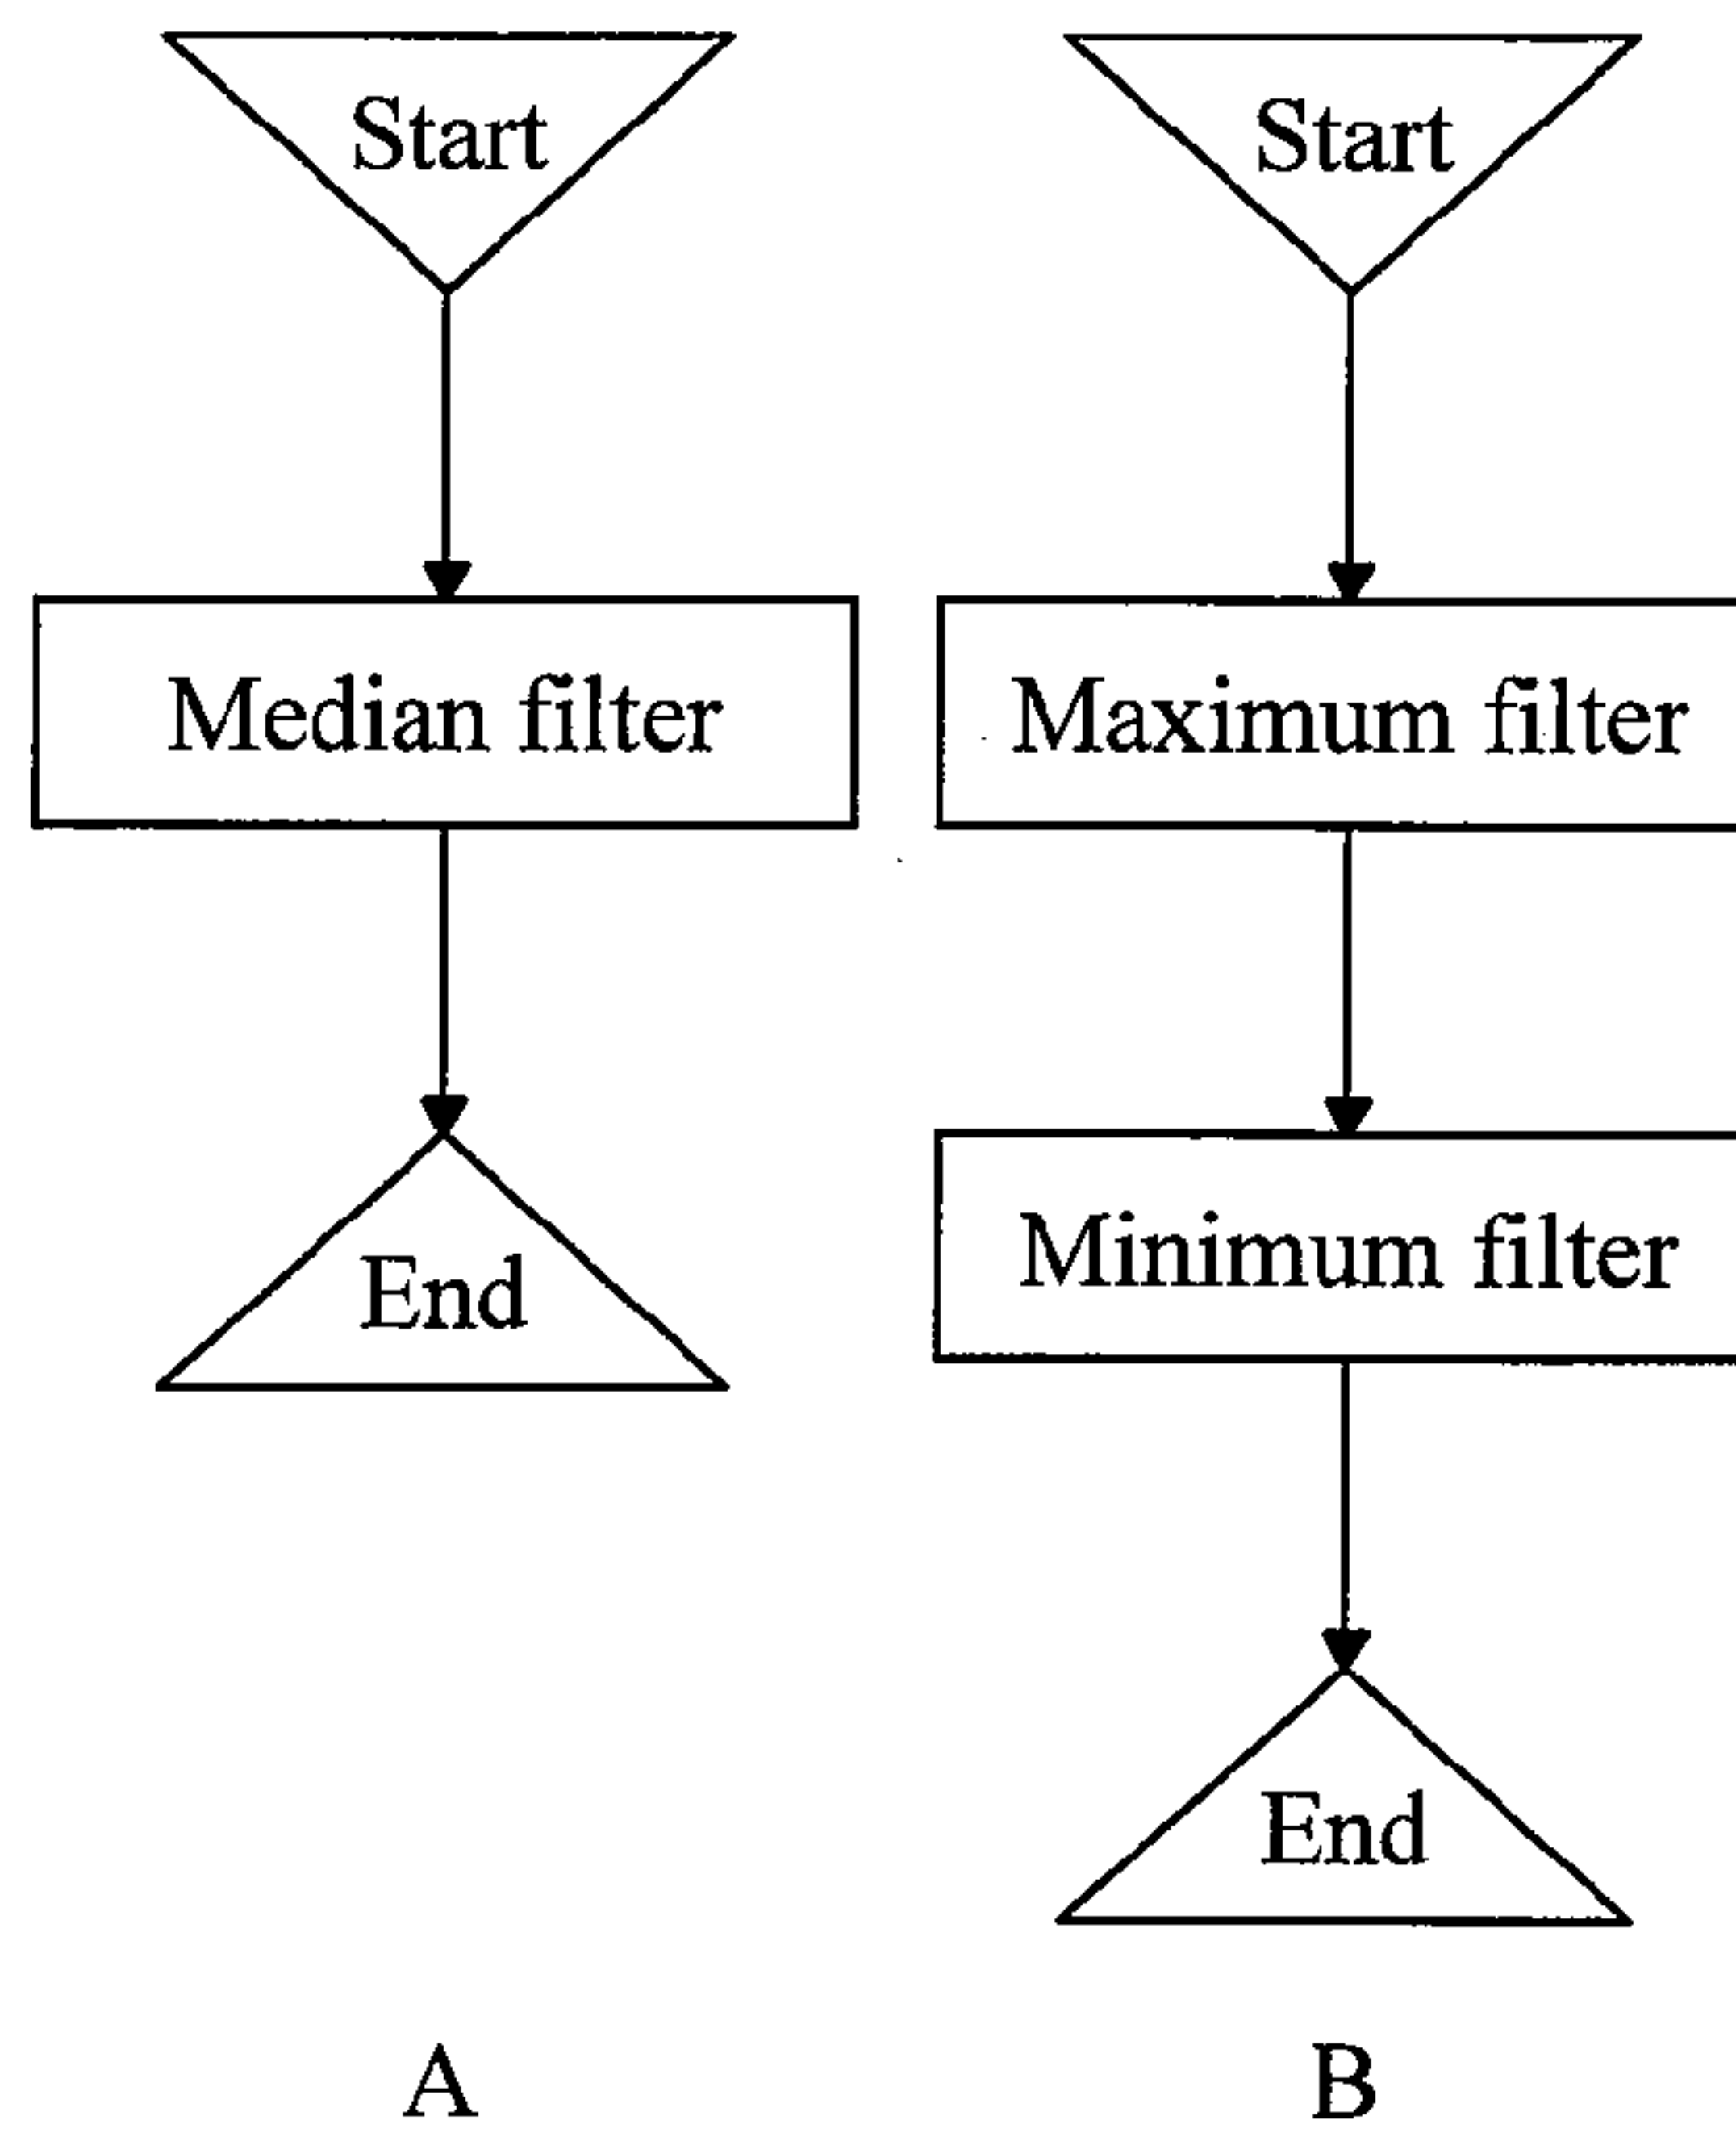 Start
Median filter
End
A
Start
Maximum filter
Minimum filter
End
B